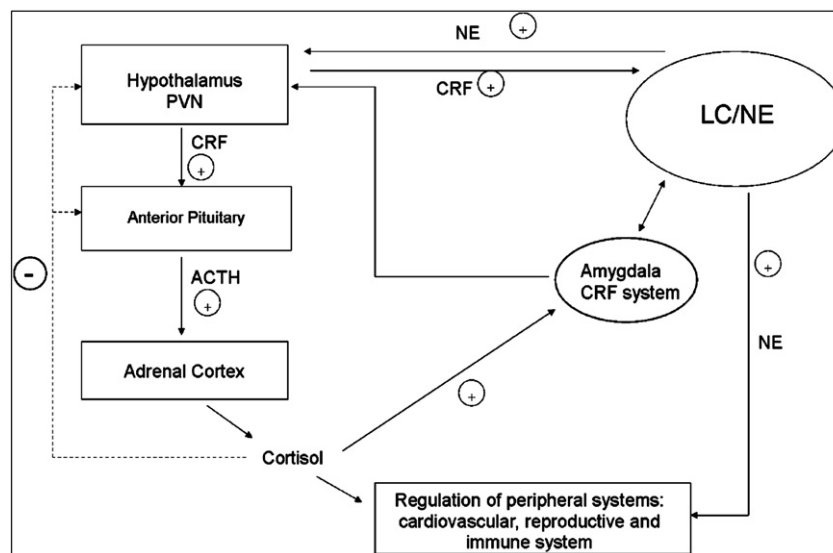 NE
+
Hypothalamus
PVN
CRF
+
LC/NE
CRF
+
Anterior Pituitary
-
ACTH
+
Amygdala
CRF system
+
NE
Adrenal Cortex
+
Cortisol
Regulation of peripheral systems:
cardiovascular, reproductive and
immune system